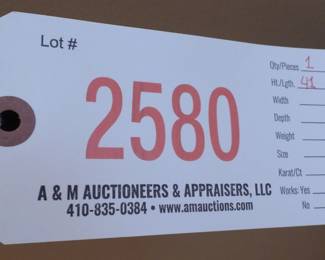 Lot #
2580
A & M AUCTIONEERS & APPRAISERS, LLC
410-835-0384 • www.amauctions.com
Qty/Pieces 1
Ht./Lgth. 41
Width
Depth
Weight
Size
Karat/Ct
Works: Yes
No